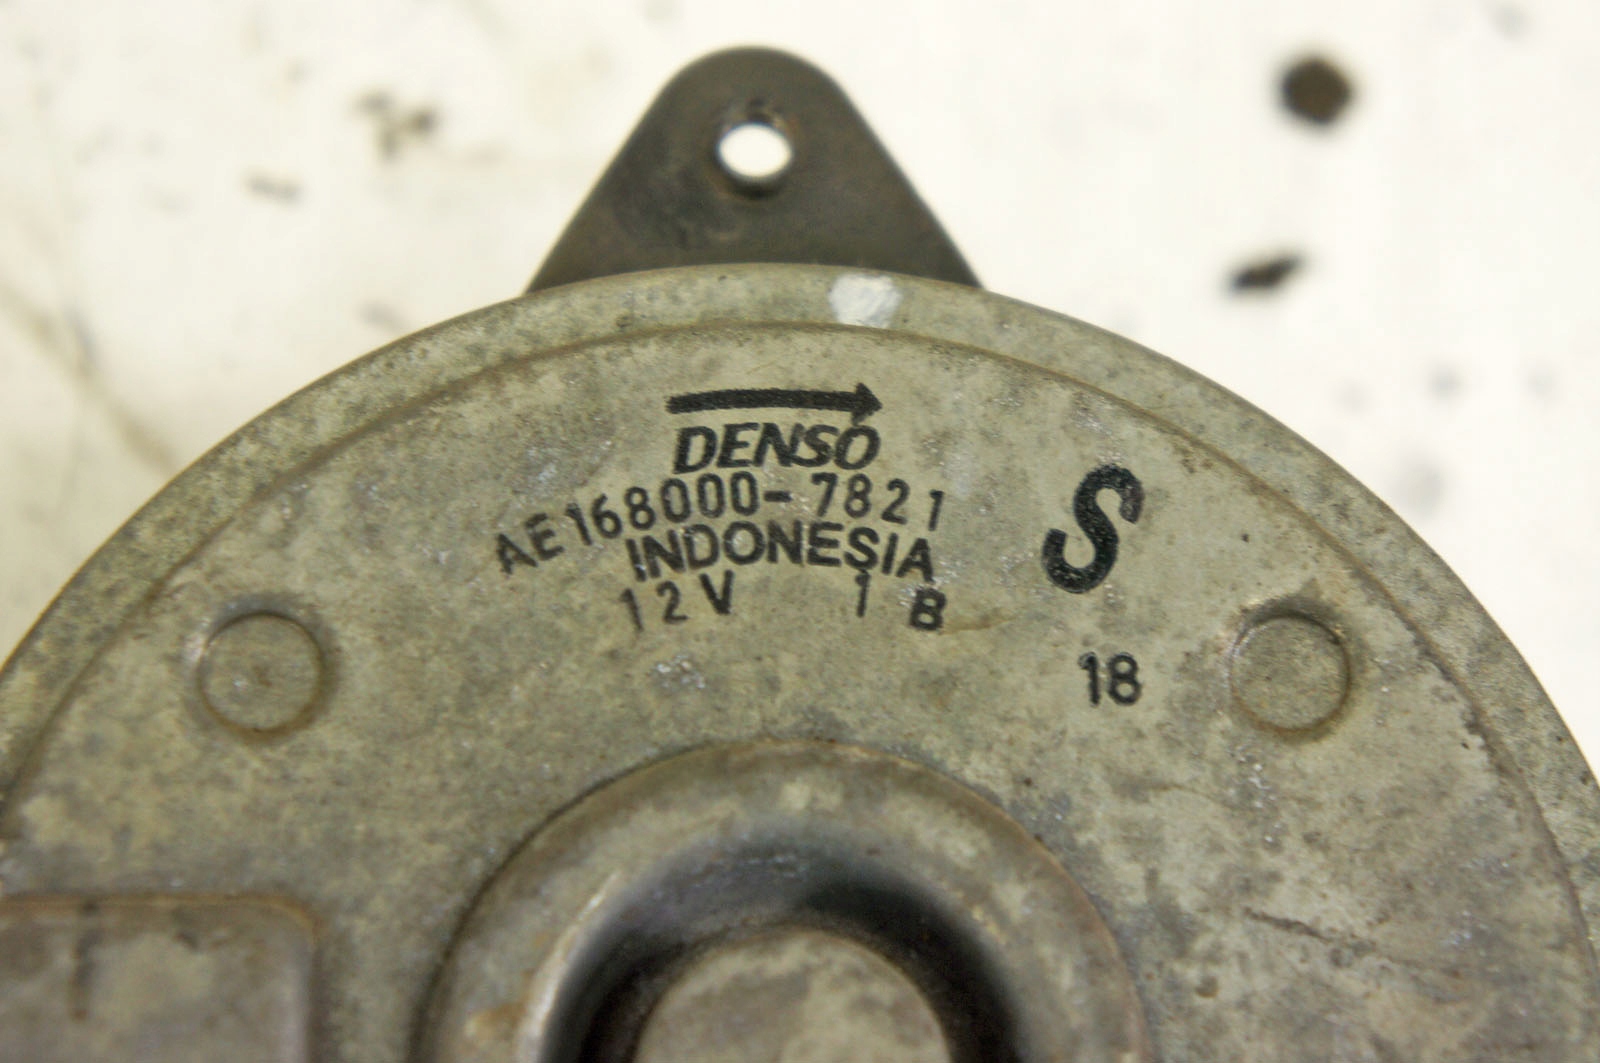 DENSO
AE168000-7821
INDONESIA
12V 1 B
S
18